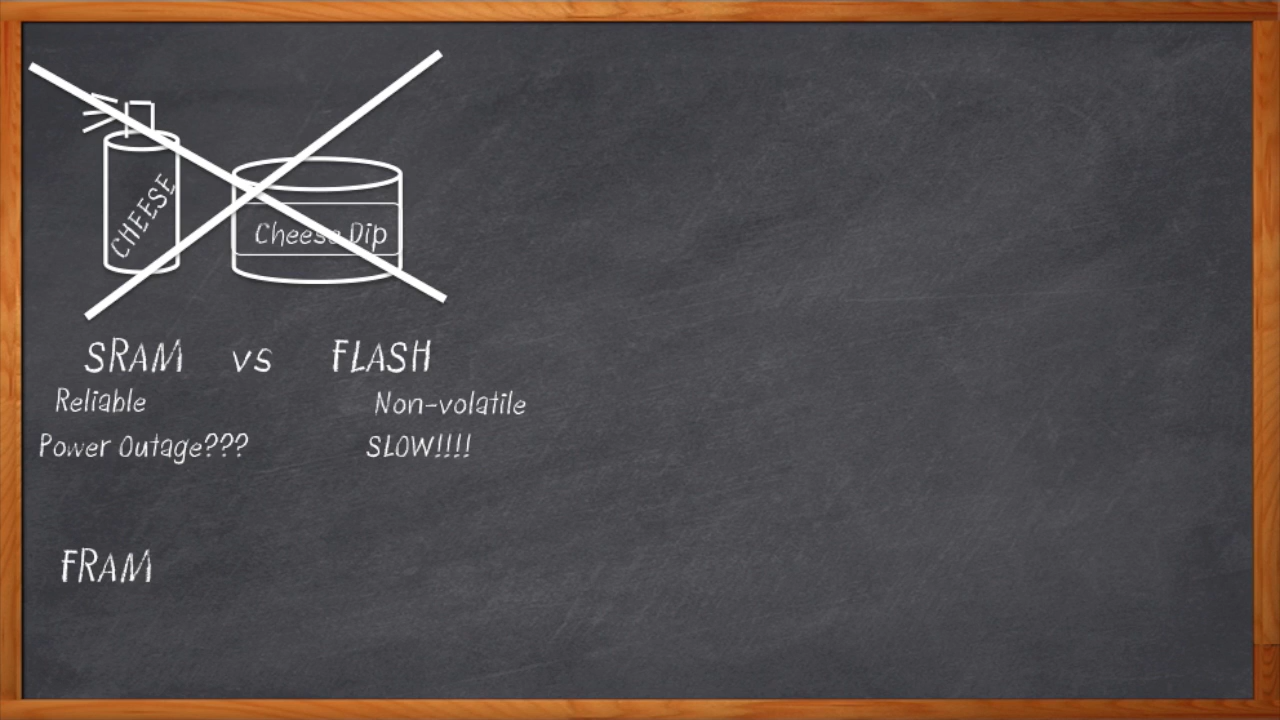 CHEESE
Cheese Dip
SRAM vs FLASH
Reliable Non-volatile
Power Outage??? SLOW!!!!
FRAM